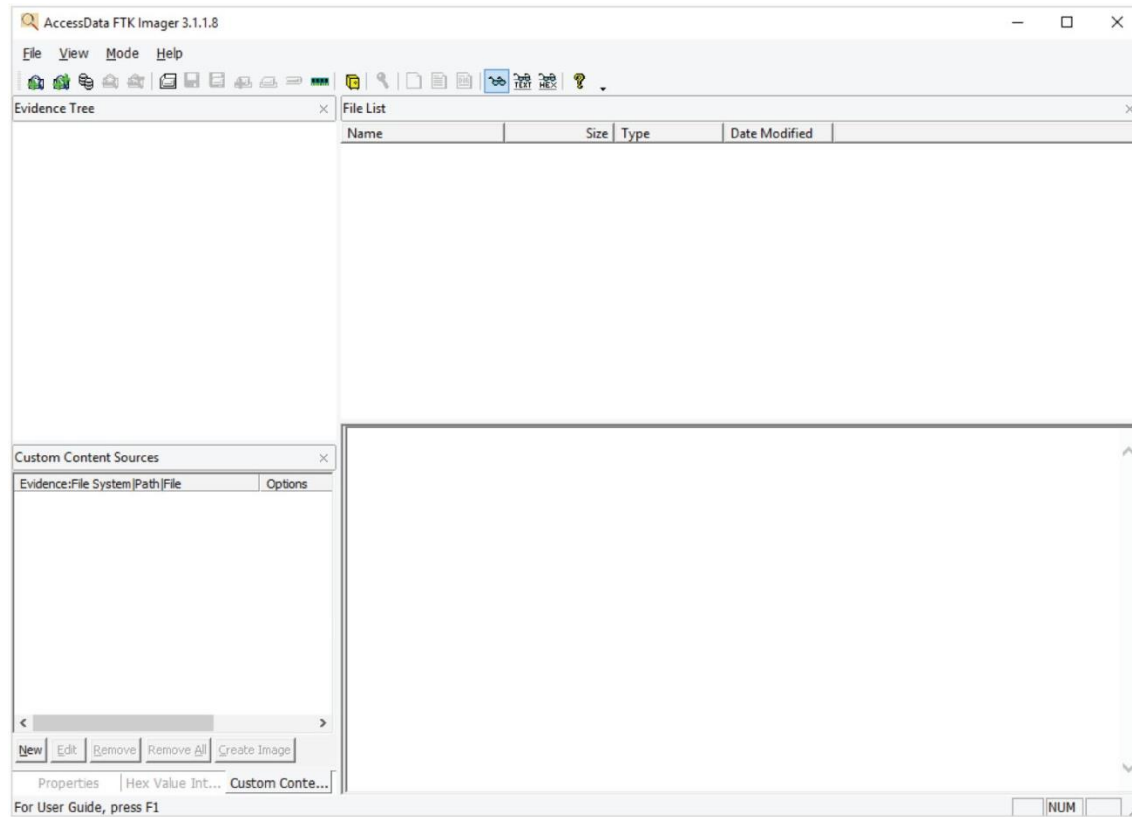 AccessData FTK Imager 3.1.1.8
File View Mode Help
TEXT HEX ?
Evidence Tree
File List
Name Size Type Date Modified
Custom Content Sources
Evidence:File System|Path|File Options
New Edit Remove Remove All Create Image
Properties Hex Value Int... Custom Conte...
For User Guide, press F1 NUM